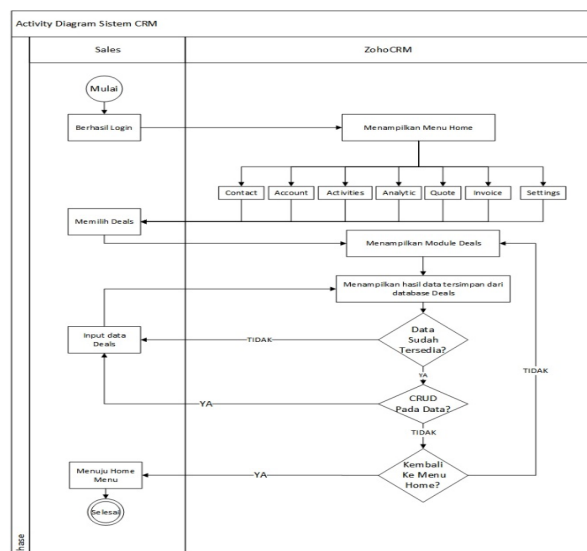 Activity Diagram Sistem CRM
Sales
ZohoCRM
Mulai
Berhasil Login
Menampilkan Menu Home
Contact
Account
Activities
Analytic
Quote
Invoice
Settings
Memilih Deals
Menampilkan Module Deals
Menampilkan hasil data tersimpan dari
database Deals
Input data
Deals
TIDAK
Data
Sudah
Tersedia?
YA
TIDAK
YA
CRUD
Pada Data?
TIDAK
Menuju Home
Menu
YA
Kembali
Ke Menu
Home?
Selesai
hase